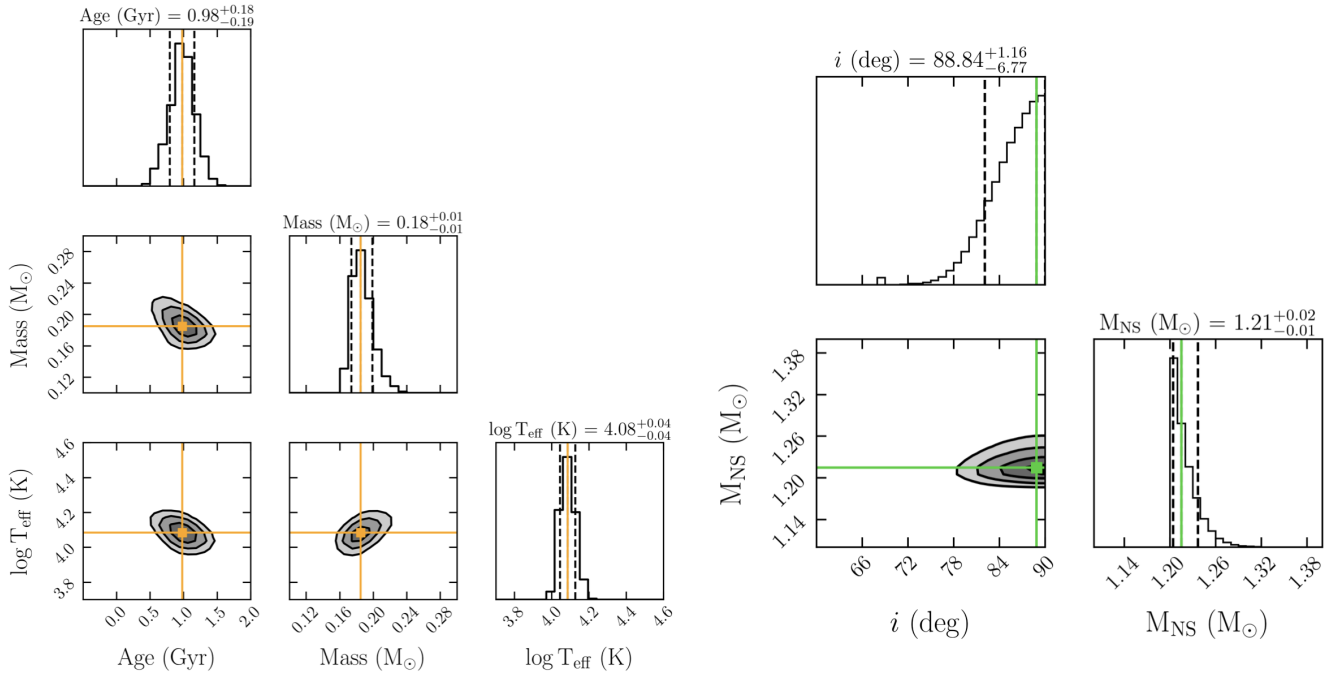 Age (Gyr) = 0.98 +0.18 −0.19
Mass (M☉) = 0.18 +0.01 −0.01
0.28
0.24
0.20
0.16
0.12
Mass (M☉)
log T_eff (K) = 4.08 +0.04 −0.04
4.6
4.4
4.2
4.0
3.8
log T_eff (K)
0.0 0.5 1.0 1.5 2.0
0.12 0.16 0.20 0.24 0.28
3.8 4.0 4.2 4.4 4.6
Age (Gyr)
Mass (M☉)
log T_eff (K)
i (deg) = 88.84 +1.16 −6.77
M_NS (M☉) = 1.21 +0.02 −0.01
1.38
1.32
1.26
1.20
1.14
M_NS (M☉)
66 72 78 84 90
1.14 1.20 1.26 1.32 1.38
i (deg)
M_NS (M☉)